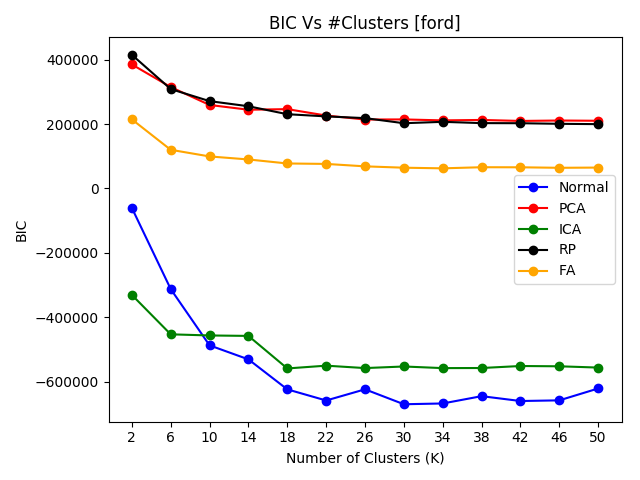 BIC Vs #Clusters [ford]
BIC
400000
200000
0
−200000
−400000
−600000
Normal
PCA
ICA
RP
FA
2 6 10 14 18 22 26 30 34 38 42 46 50
Number of Clusters (K)